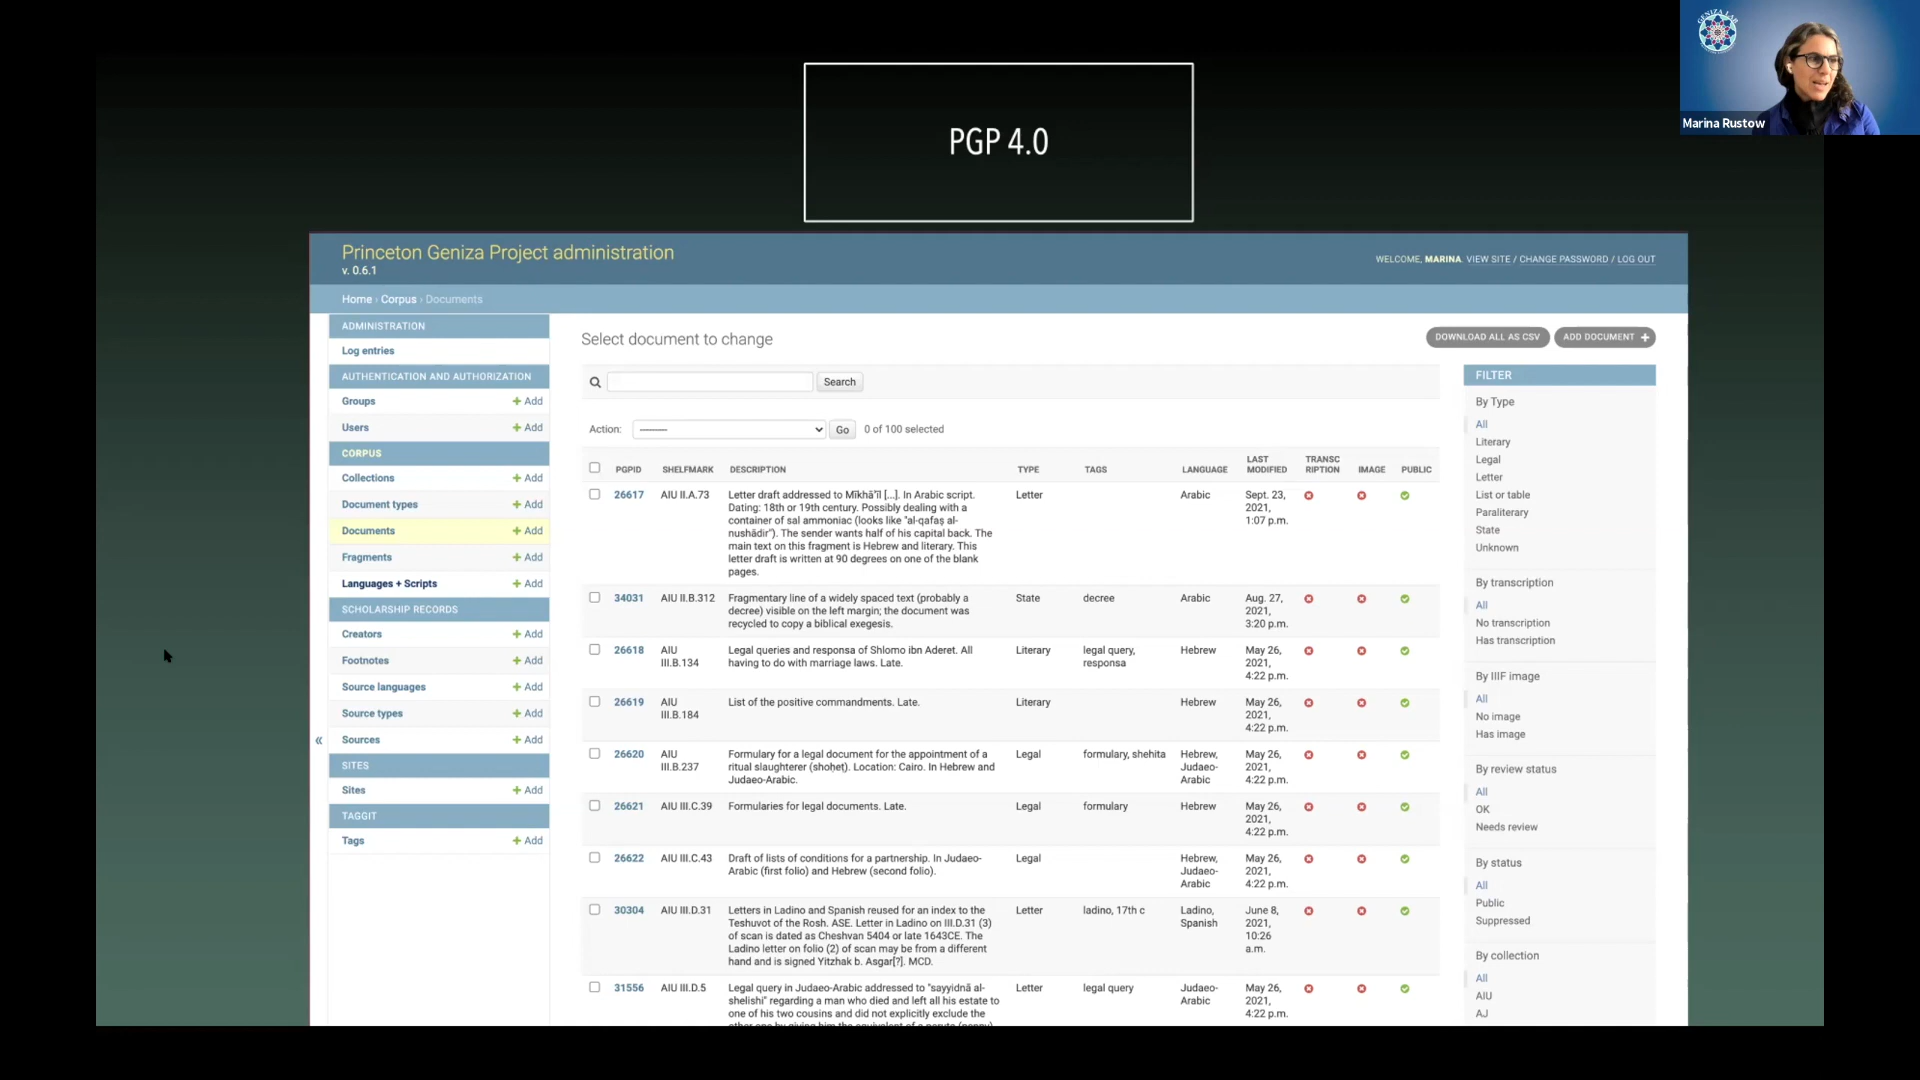 GENIZA LAB
Marina Rustow
PGP 4.0
Princeton Geniza Project administration
v. 0.6.1
WELCOME, MARINA. VIEW SITE / CHANGE PASSWORD / LOG OUT
Home › Corpus › Documents
ADMINISTRATION
Log entries
AUTHENTICATION AND AUTHORIZATION
Groups + Add
Users + Add
CORPUS
Collections + Add
Document types + Add
Documents + Add
Fragments + Add
Languages + Scripts + Add
SCHOLARSHIP RECORDS
Creators + Add
Footnotes + Add
Source languages + Add
Source types + Add
Sources + Add
SITES
Sites + Add
TAGGIT
Tags + Add
«
Select document to change
DOWNLOAD ALL AS CSV
ADD DOCUMENT +
Search
Action: --------- Go 0 of 100 selected
PGPID SHELFMARK DESCRIPTION TYPE TAGS LANGUAGE LAST MODIFIED TRANSC RIPTION IMAGE PUBLIC
26617 AIU II.A.73 Letter draft addressed to Mīkhāʾīl [...]. In Arabic script. Letter Arabic Sept. 23,
Dating: 18th or 19th century. Possibly dealing with a 2021,
container of sal ammoniac (looks like "al-qafaṣ al- 1:07 p.m.
nushādir"). The sender wants half of his capital back. The
main text on this fragment is Hebrew and literary. This
letter draft is written at 90 degrees on one of the blank
pages.
34031 AIU II.B.312 Fragmentary line of a widely spaced text (probably a State decree Arabic Aug. 27,
decree) visible on the left margin; the document was 2021,
recycled to copy a biblical exegesis. 3:20 p.m.
26618 AIU Legal queries and responsa of Shlomo ibn Aderet. All Literary legal query, Hebrew May 26,
III.B.134 having to do with marriage laws. Late. responsa 2021,
4:22 p.m.
26619 AIU List of the positive commandments. Late. Literary Hebrew May 26,
III.B.184 2021,
4:22 p.m.
26620 AIU Formulary for a legal document for the appointment of a Legal formulary, shehita Hebrew, May 26,
III.B.237 ritual slaughterer (shoḥeṭ). Location: Cairo. In Hebrew and Judaeo- 2021,
Judaeo-Arabic. Arabic 4:22 p.m.
26621 AIU III.C.39 Formularies for legal documents. Late. Legal formulary Hebrew May 26,
2021,
4:22 p.m.
26622 AIU III.C.43 Draft of lists of conditions for a partnership. In Judaeo- Legal Hebrew, May 26,
Arabic (first folio) and Hebrew (second folio). Judaeo- 2021,
Arabic 4:22 p.m.
30304 AIU III.D.31 Letters in Ladino and Spanish reused for an index to the Letter ladino, 17th c Ladino, June 8,
Teshuvot of the Rosh. ASE. Letter in Ladino on III.D.31 (3) Spanish 2021,
of scan is dated as Cheshvan 5404 or late 1643CE. The 10:26
Ladino letter on folio (2) of scan may be from a different a.m.
hand and is signed Yitzhak b. Asgar[?]. MCD.
31556 AIU III.D.5 Legal query in Judaeo-Arabic addressed to "sayyidnā al- Letter legal query Judaeo- May 26,
shelishi" regarding a man who died and left all his estate to Arabic 2021,
one of his two cousins and did not explicitly exclude the 4:22 p.m.
FILTER
By Type
All
Literary
Legal
Letter
List or table
Paraliterary
State
Unknown
By transcription
All
No transcription
Has transcription
By IIIF image
All
No image
Has image
By review status
All
OK
Needs review
By status
All
Public
Suppressed
By collection
All
AIU
AJ